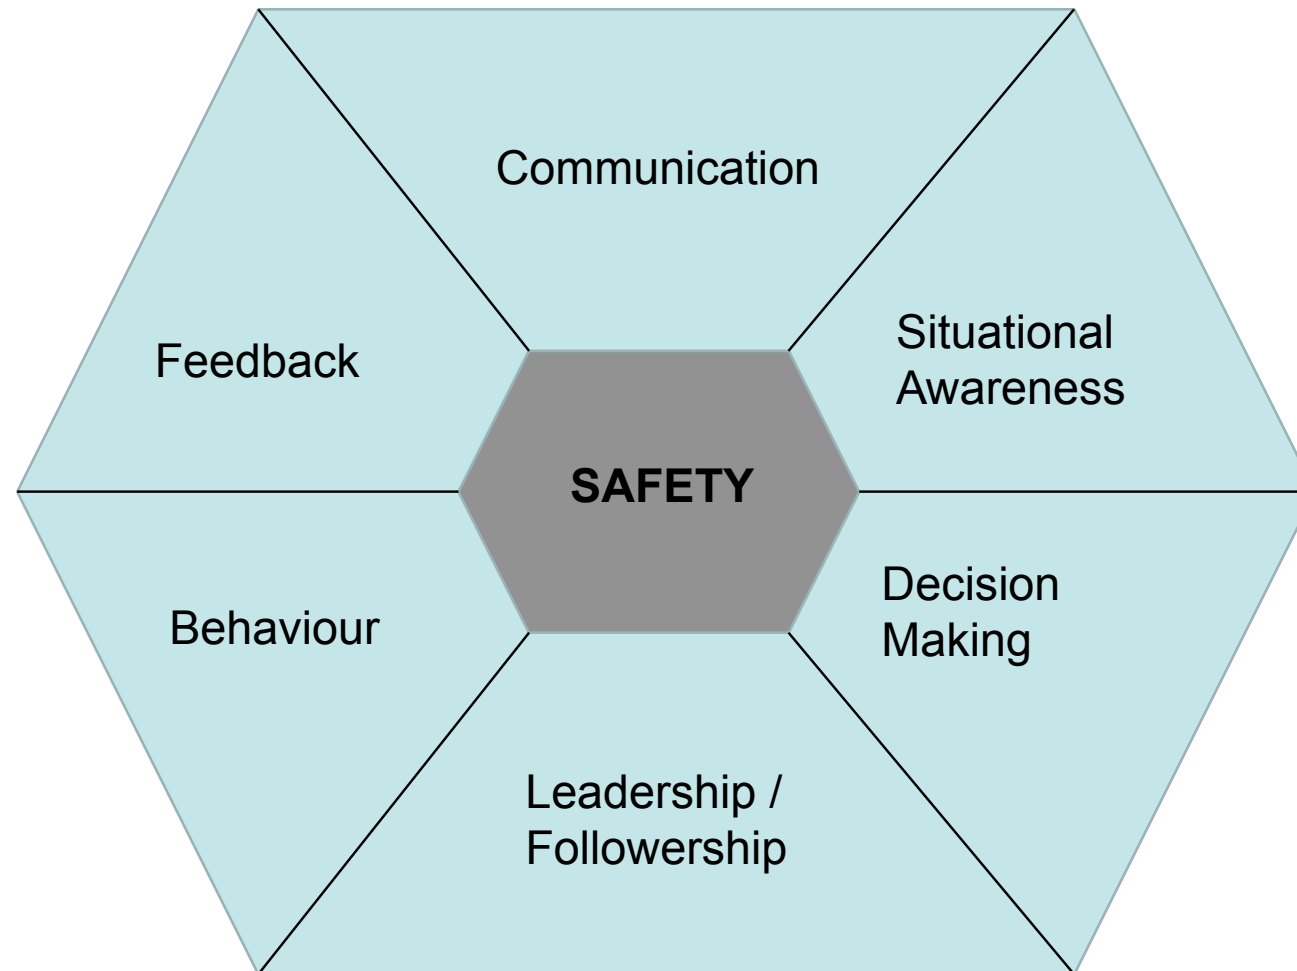 Communication
Situational
Awareness
Feedback
SAFETY
Decision
Making
Behaviour
Leadership /
Followership